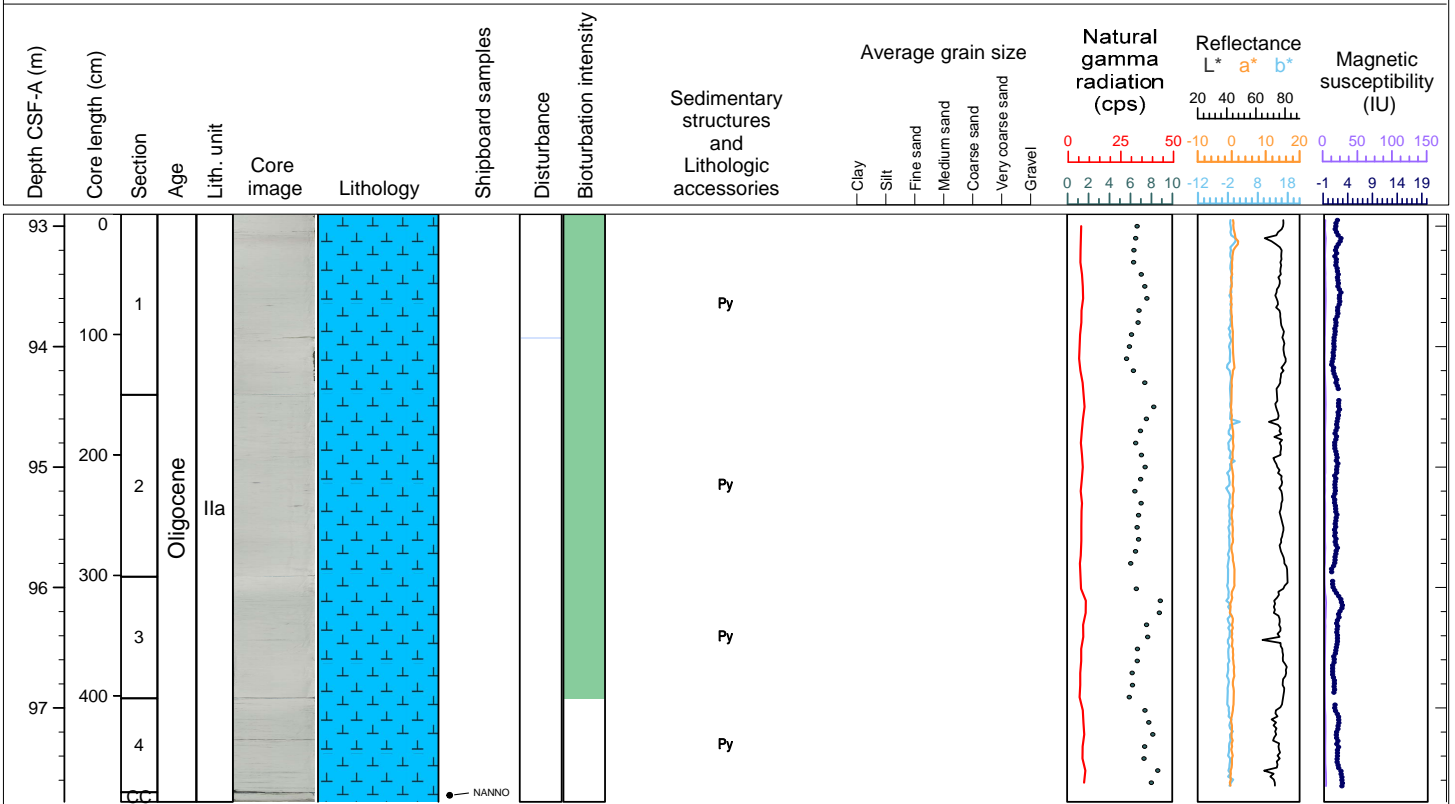 Depth CSF-A (m)
Core length (cm)
Section
Age
Lith. unit
Core
image
Lithology
Shipboard samples
Disturbance
Bioturbation intensity
Sedimentary
structures
and
Lithologic
accessories
Average grain size
Clay
Silt
Fine sand
Medium sand
Coarse sand
Very coarse sand
Gravel
Natural
gamma
radiation
(cps)
0 25 50
0 2 4 6 8 10
Reflectance
L* a* b*
20 40 60 80
-10 0 10 20
-12 -2 8 18
Magnetic
susceptibility
(IU)
0 50 100 150
-1 4 9 14 19
93
94
95
96
97
0
100
200
300
400
1
2
3
4
CC
Oligocene
IIa
NANNO
Py
Py
Py
Py